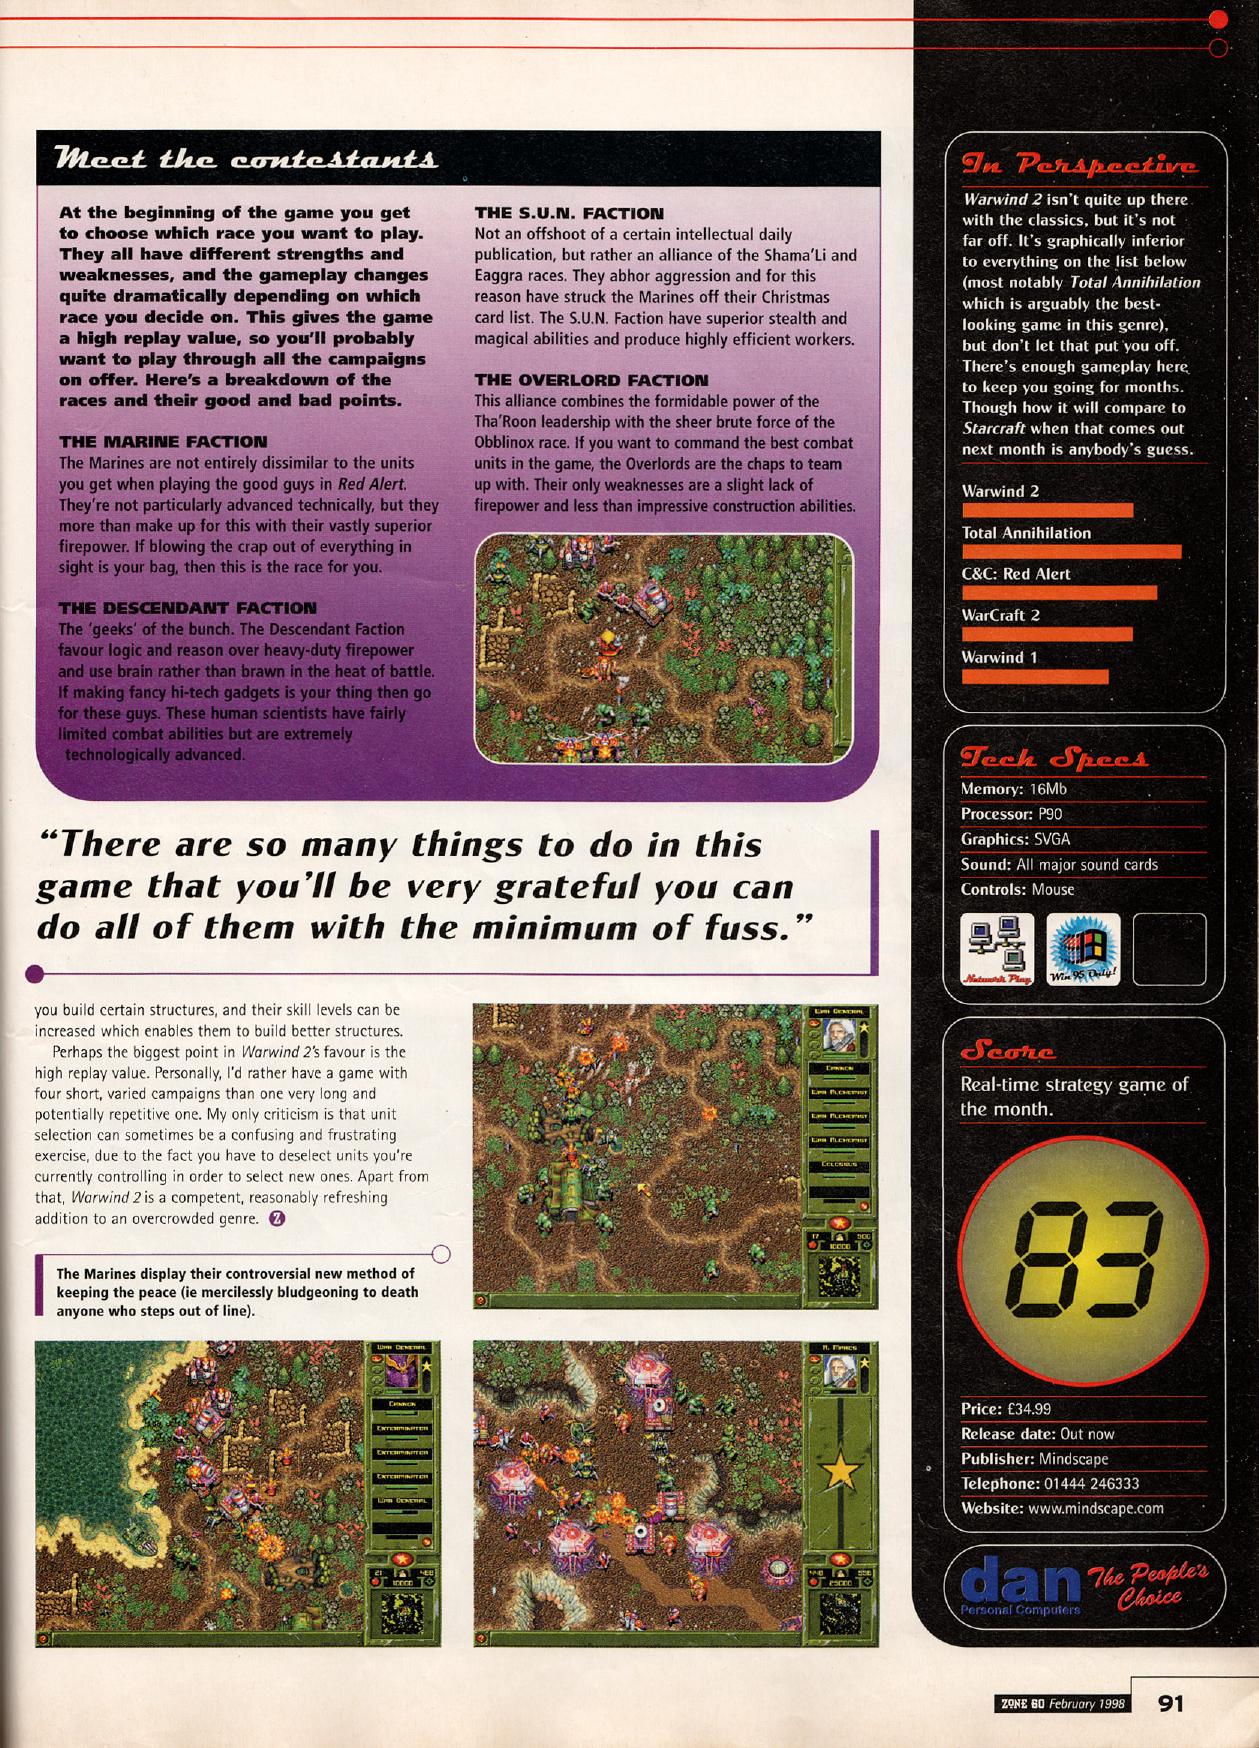 Meet the contestants
At the beginning of the game you get
to choose which race you want to play.
They all have different strengths and
weaknesses, and the gameplay changes
quite dramatically depending on which
race you decide on. This gives the game
a high replay value, so you'll probably
want to play through all the campaigns
on offer. Here's a breakdown of the
races and their good and bad points.
THE MARINE FACTION
The Marines are not entirely dissimilar to the units
you get when playing the good guys in Red Alert.
They're not particularly advanced technically, but they
more than make up for this with their vastly superior
firepower. If blowing the crap out of everything in
sight is your bag, then this is the race for you.
THE DESCENDANT FACTION
The 'geeks' of the bunch. The Descendant Faction
favour logic and reason over heavy-duty firepower
and use brain rather than brawn in the heat of battle.
If making fancy hi-tech gadgets is your thing then go
for these guys. These human scientists have fairly
limited combat abilities but are extremely
technologically advanced.
THE S.U.N. FACTION
Not an offshoot of a certain intellectual daily
publication, but rather an alliance of the Shama'Li and
Eaggra races. They abhor aggression and for this
reason have struck the Marines off their Christmas
card list. The S.U.N. Faction have superior stealth and
magical abilities and produce highly efficient workers.
THE OVERLORD FACTION
This alliance combines the formidable power of the
Tha'Roon leadership with the sheer brute force of the
Obblinox race. If you want to command the best combat
units in the game, the Overlords are the chaps to team
up with. Their only weaknesses are a slight lack of
firepower and less than impressive construction abilities.
"There are so many things to do in this
game that you'll be very grateful you can
do all of them with the minimum of fuss."
you build certain structures, and their skill levels can be
increased which enables them to build better structures.
Perhaps the biggest point in Warwind 2's favour is the
high replay value. Personally, I'd rather have a game with
four short, varied campaigns than one very long and
potentially repetitive one. My only criticism is that unit
selection can sometimes be a confusing and frustrating
exercise, due to the fact you have to deselect units you're
currently controlling in order to select new ones. Apart from
that, Warwind 2 is a competent, reasonably refreshing
addition to an overcrowded genre. Z
The Marines display their controversial new method of
keeping the peace (ie mercilessly bludgeoning to death
anyone who steps out of line).
War General
Cannon
War Alchemist
War Alchemist
War Alchemist
Colossus
17 500
10000
War General
Cannon
Exterminator
Exterminator
Exterminator
War General
21
10000
A. Marcs
25000
In Perspective
Warwind 2 isn't quite up there
with the classics, but it's not
far off. It's graphically inferior
to everything on the list below
(most notably Total Annihilation
which is arguably the best-
looking game in this genre),
but don't let that put you off.
There's enough gameplay here
to keep you going for months.
Though how it will compare to
Starcraft when that comes out
next month is anybody's guess.
Warwind 2
Total Annihilation
C&C: Red Alert
WarCraft 2
Warwind 1
Tech Specs
Memory: 16Mb
Processor: P90
Graphics: SVGA
Sound: All major sound cards
Controls: Mouse
Network Play
Win 95 Only!
Score
Real-time strategy game of
the month.
83
Price: £34.99
Release date: Out now
Publisher: Mindscape
Telephone: 01444 246333
Website: www.mindscape.com
dan
Personal Computers
The People's
Choice
ZONE 60 February 1998
91